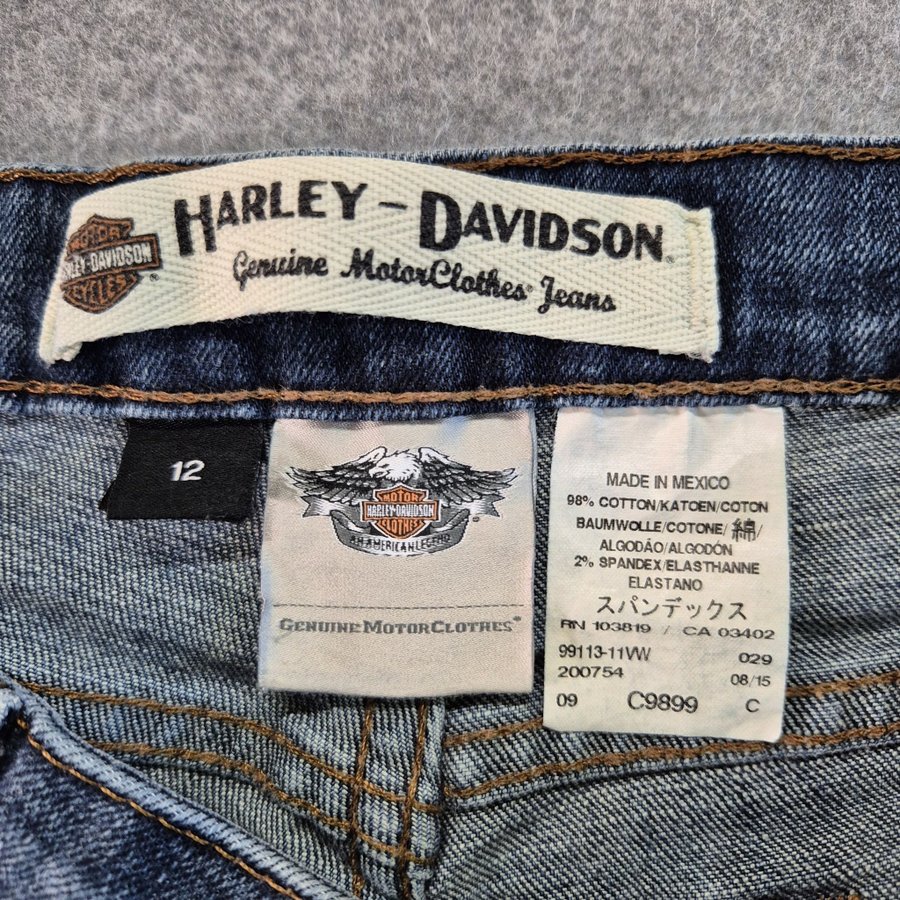 HARLEY-DAVIDSON
Genuine MotorClothes® Jeans
MOTOR
LEY-DAVIDSON
CYCLES
12
MOTOR
HARLEY-DAVIDSON
CLOTHES
AN AMERICAN LEGEND
GENUINE MOTORCLOTHES®
MADE IN MEXICO
98% COTTON/KATOEN/COTON
BAUMWOLLE/COTONE/綿/
ALGODÃO/ALGODÓN
2% SPANDEX/ELASTHANNE
ELASTANO
スパンデックス
RN 103819 / CA 03402
99113-11VW 029
200754 08/15
09 C9899 C